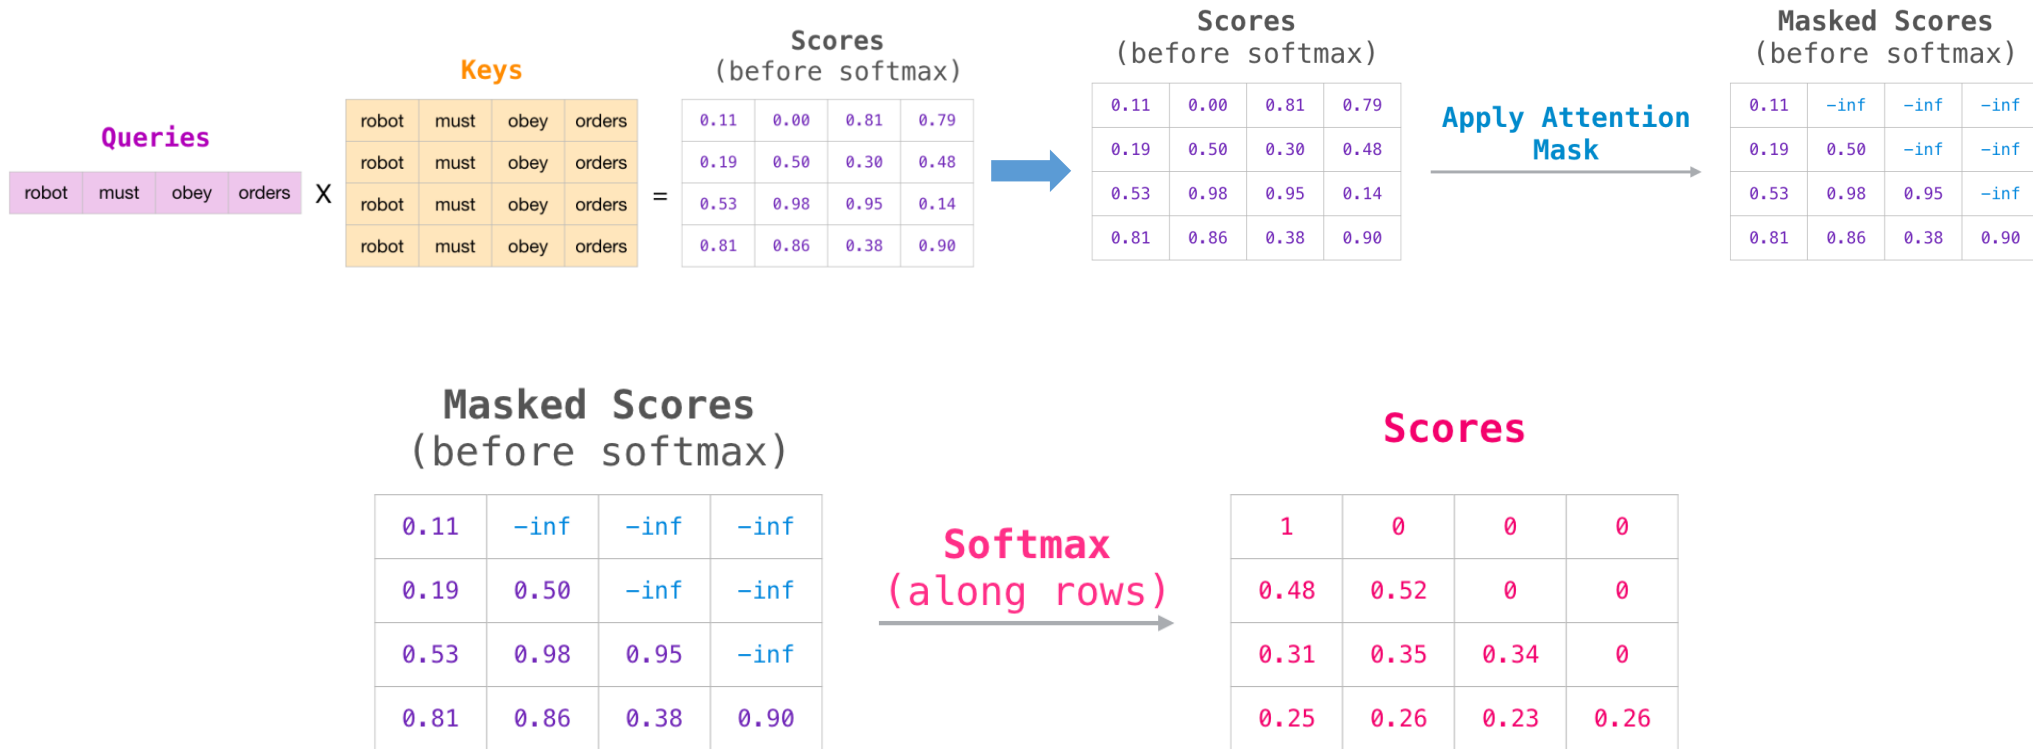 Queries
robot must obey orders
X
Keys
robot must obey orders
robot must obey orders
robot must obey orders
robot must obey orders
=
Scores
(before softmax)
0.11 0.00 0.81 0.79
0.19 0.50 0.30 0.48
0.53 0.98 0.95 0.14
0.81 0.86 0.38 0.90
Scores
(before softmax)
0.11 0.00 0.81 0.79
0.19 0.50 0.30 0.48
0.53 0.98 0.95 0.14
0.81 0.86 0.38 0.90
Apply Attention
Mask
Masked Scores
(before softmax)
0.11 -inf -inf -inf
0.19 0.50 -inf -inf
0.53 0.98 0.95 -inf
0.81 0.86 0.38 0.90
Masked Scores
(before softmax)
0.11 -inf -inf -inf
0.19 0.50 -inf -inf
0.53 0.98 0.95 -inf
0.81 0.86 0.38 0.90
Softmax
(along rows)
Scores
1 0 0 0
0.48 0.52 0 0
0.31 0.35 0.34 0
0.25 0.26 0.23 0.26